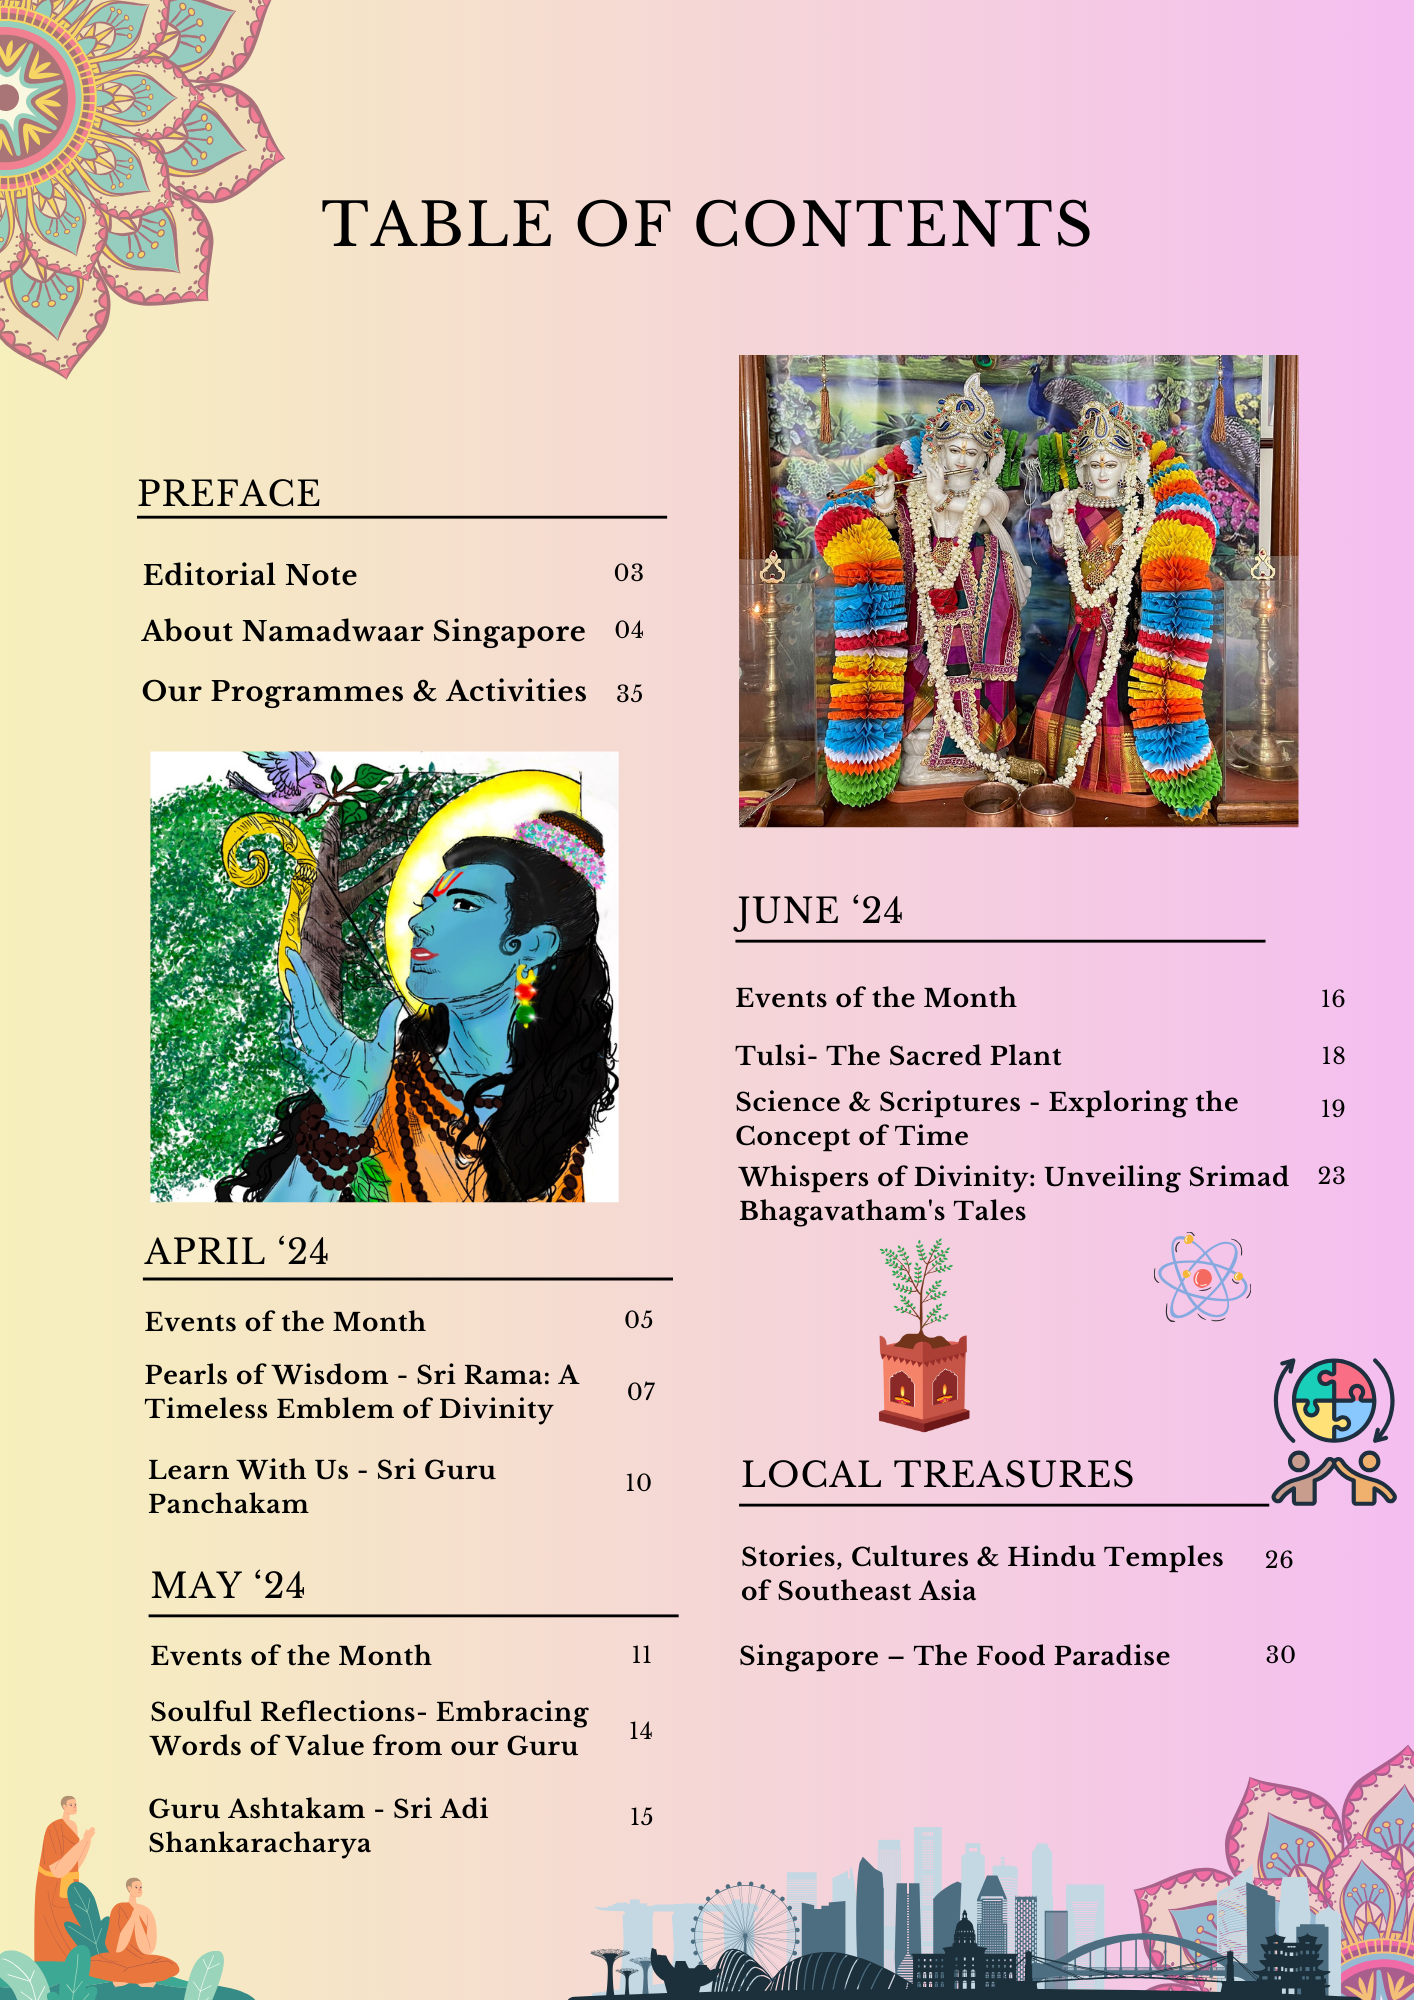 TABLE OF CONTENTS
PREFACE
Editorial Note 03
About Namadwaar Singapore 04
Our Programmes & Activities 35
APRIL ‘24
Events of the Month 05
Pearls of Wisdom - Sri Rama: A
Timeless Emblem of Divinity 07
Learn With Us - Sri Guru
Panchakam 10
MAY ‘24
Events of the Month 11
Soulful Reflections- Embracing
Words of Value from our Guru 14
Guru Ashtakam - Sri Adi
Shankaracharya 15
JUNE ‘24
Events of the Month 16
Tulsi- The Sacred Plant 18
Science & Scriptures - Exploring the 19
Concept of Time
Whispers of Divinity: Unveiling Srimad 23
Bhagavatham's Tales
LOCAL TREASURES
Stories, Cultures & Hindu Temples 26
of Southeast Asia
Singapore – The Food Paradise 30